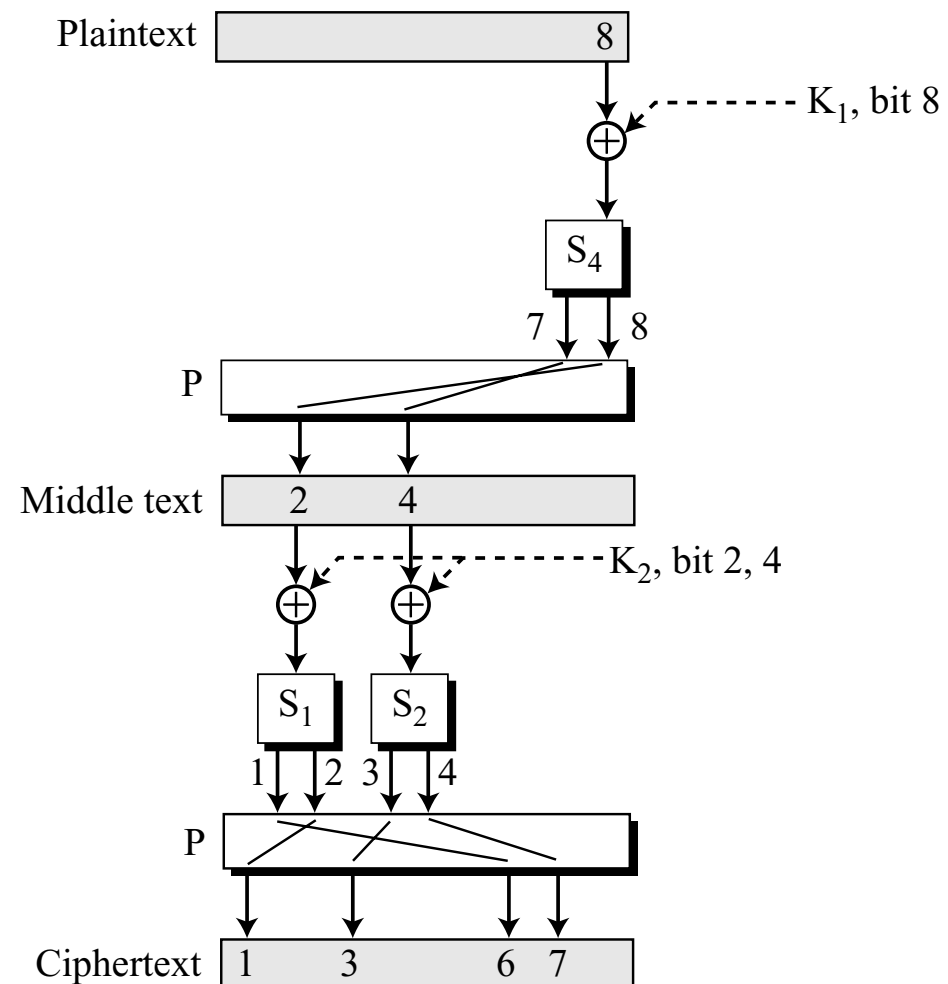 Plaintext 8
K₁, bit 8
S₄
7 8
P
Middle text 2 4
K₂, bit 2, 4
S₁ S₂
1 2 3 4
P
Ciphertext 1 3 6 7